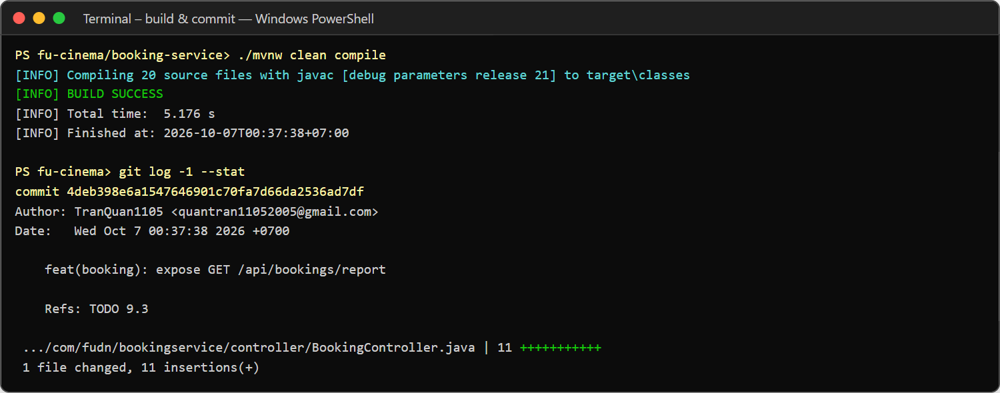 Terminal – build & commit — Windows PowerShell
PS fu-cinema/booking-service> ./mvnw clean compile
[INFO] Compiling 20 source files with javac [debug parameters release 21] to target\classes
[INFO] BUILD SUCCESS
[INFO] Total time:  5.176 s
[INFO] Finished at: 2026-10-07T00:37:38+07:00
PS fu-cinema> git log -1 --stat
commit 4deb398e6a1547646901c70fa7d66da2536ad7df
Author: TranQuan1105 <quantran11052005@gmail.com>
Date:   Wed Oct 7 00:37:38 2026 +0700
feat(booking): expose GET /api/bookings/report
Refs: TODO 9.3
.../com/fudn/bookingservice/controller/BookingController.java | 11 +++++++++++
1 file changed, 11 insertions(+)